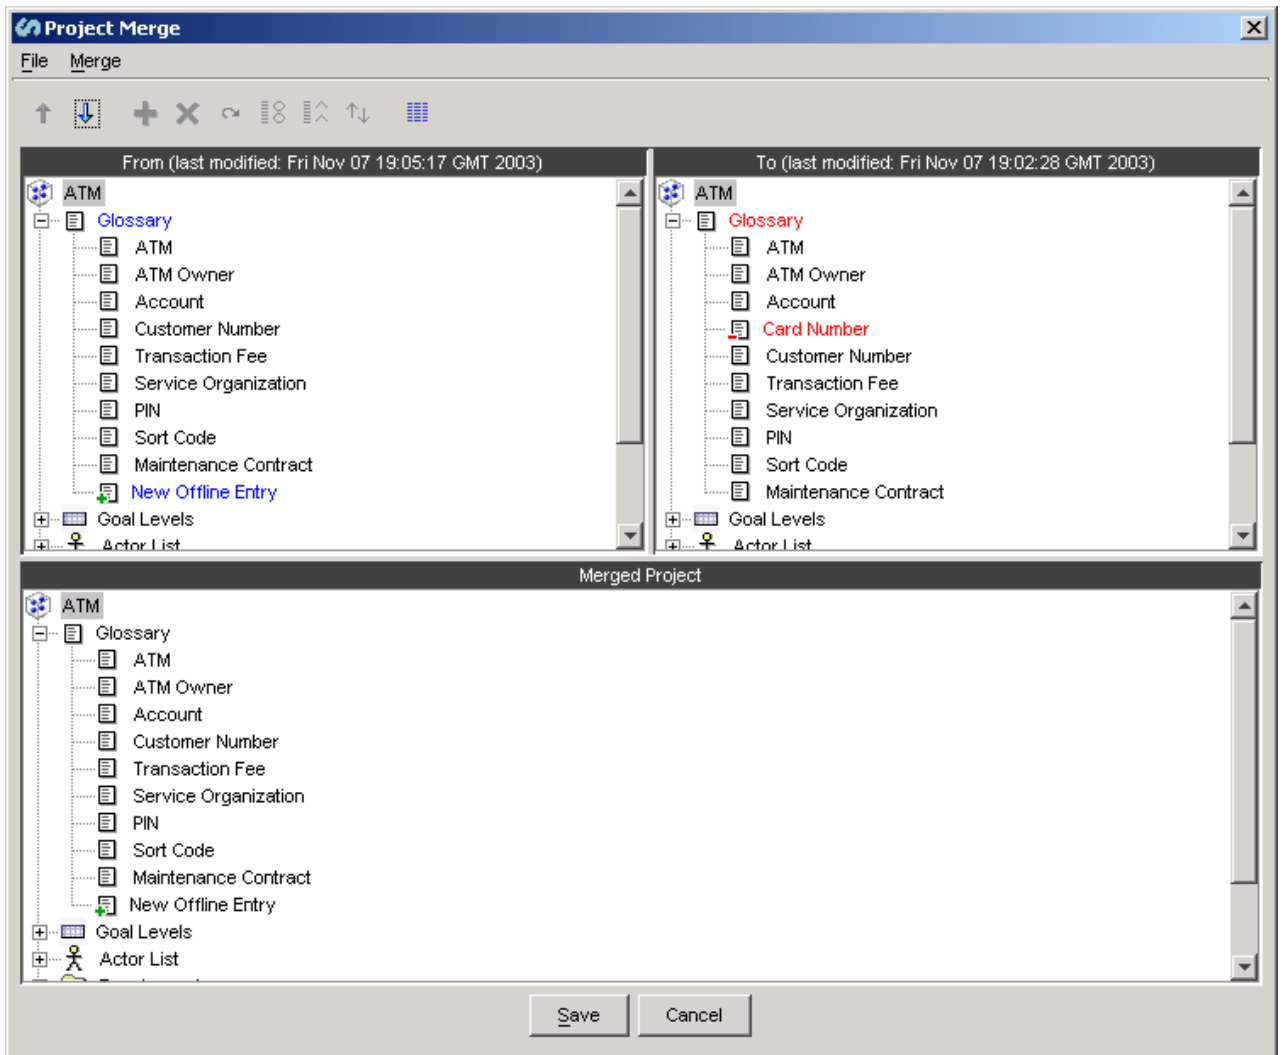 Project Merge
File Merge
From (last modified: Fri Nov 07 19:05:17 GMT 2003)
ATM
Glossary
ATM
ATM Owner
Account
Customer Number
Transaction Fee
Service Organization
PIN
Sort Code
Maintenance Contract
New Offline Entry
Goal Levels
Actor List
To (last modified: Fri Nov 07 19:02:28 GMT 2003)
ATM
Glossary
ATM
ATM Owner
Account
Card Number
Customer Number
Transaction Fee
Service Organization
PIN
Sort Code
Maintenance Contract
Goal Levels
Actor List
Merged Project
ATM
Glossary
ATM
ATM Owner
Account
Customer Number
Transaction Fee
Service Organization
PIN
Sort Code
Maintenance Contract
New Offline Entry
Goal Levels
Actor List
Save
Cancel